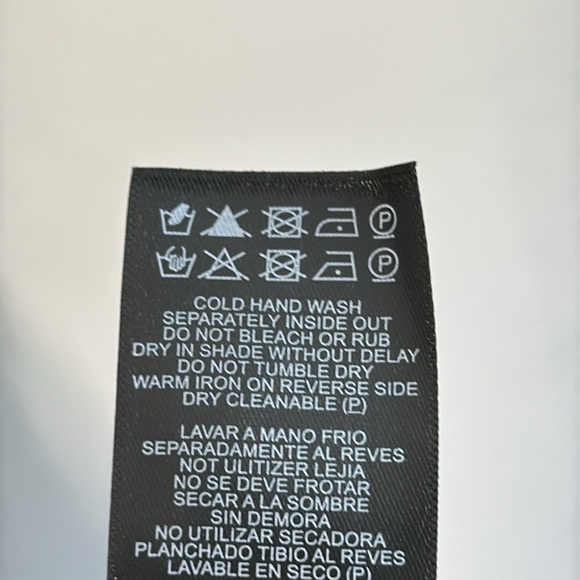 P
P
COLD HAND WASH
SEPARATELY INSIDE OUT
DO NOT BLEACH OR RUB
DRY IN SHADE WITHOUT DELAY
DO NOT TUMBLE DRY
WARM IRON ON REVERSE SIDE
DRY CLEANABLE (P)
LAVAR A MANO FRIO
SEPARADAMENTE AL REVES
NOT ULITIZER LEJIA
NO SE DEVE FROTAR
SECAR A LA SOMBRE
SIN DEMORA
NO UTILIZAR SECADORA
PLANCHADO TIBIO AL REVES
LAVABLE EN SECO (P)